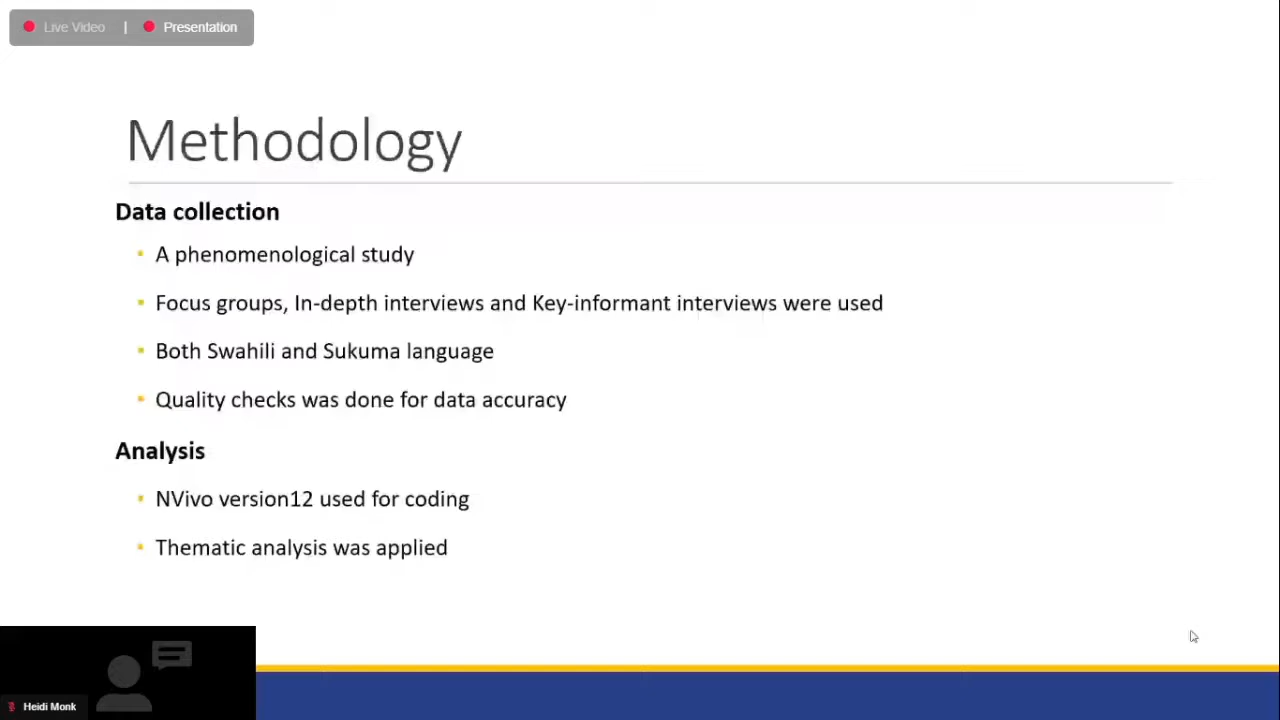 Live Video | Presentation
Methodology
Data collection
A phenomenological study
Focus groups, In-depth interviews and Key-informant interviews were used
Both Swahili and Sukuma language
Quality checks was done for data accuracy
Analysis
NVivo version12 used for coding
Thematic analysis was applied
Heidi Monk